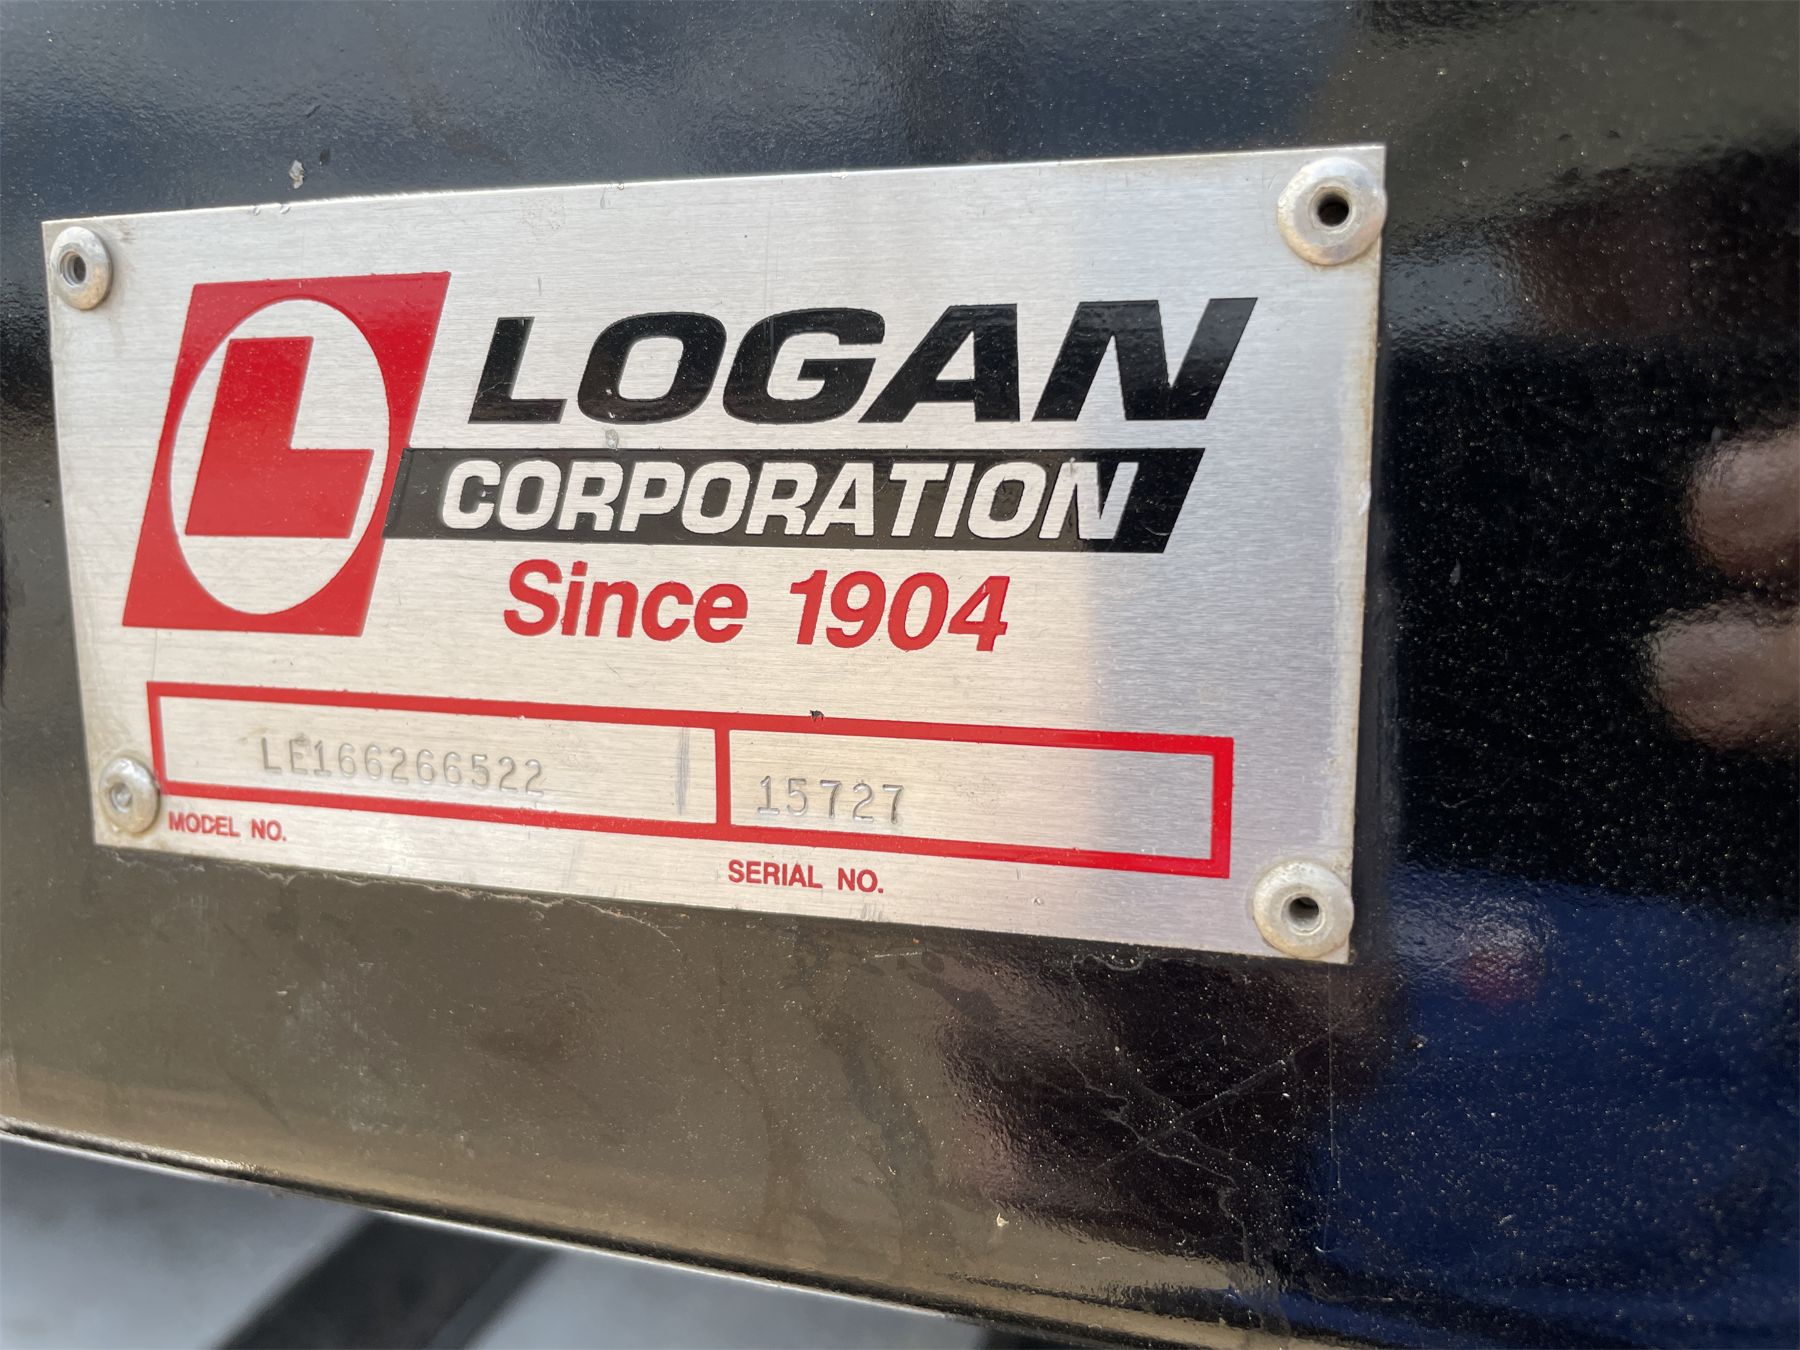 L
LOGAN
CORPORATION
Since 1904
LE166266522
15727
MODEL NO.
SERIAL NO.